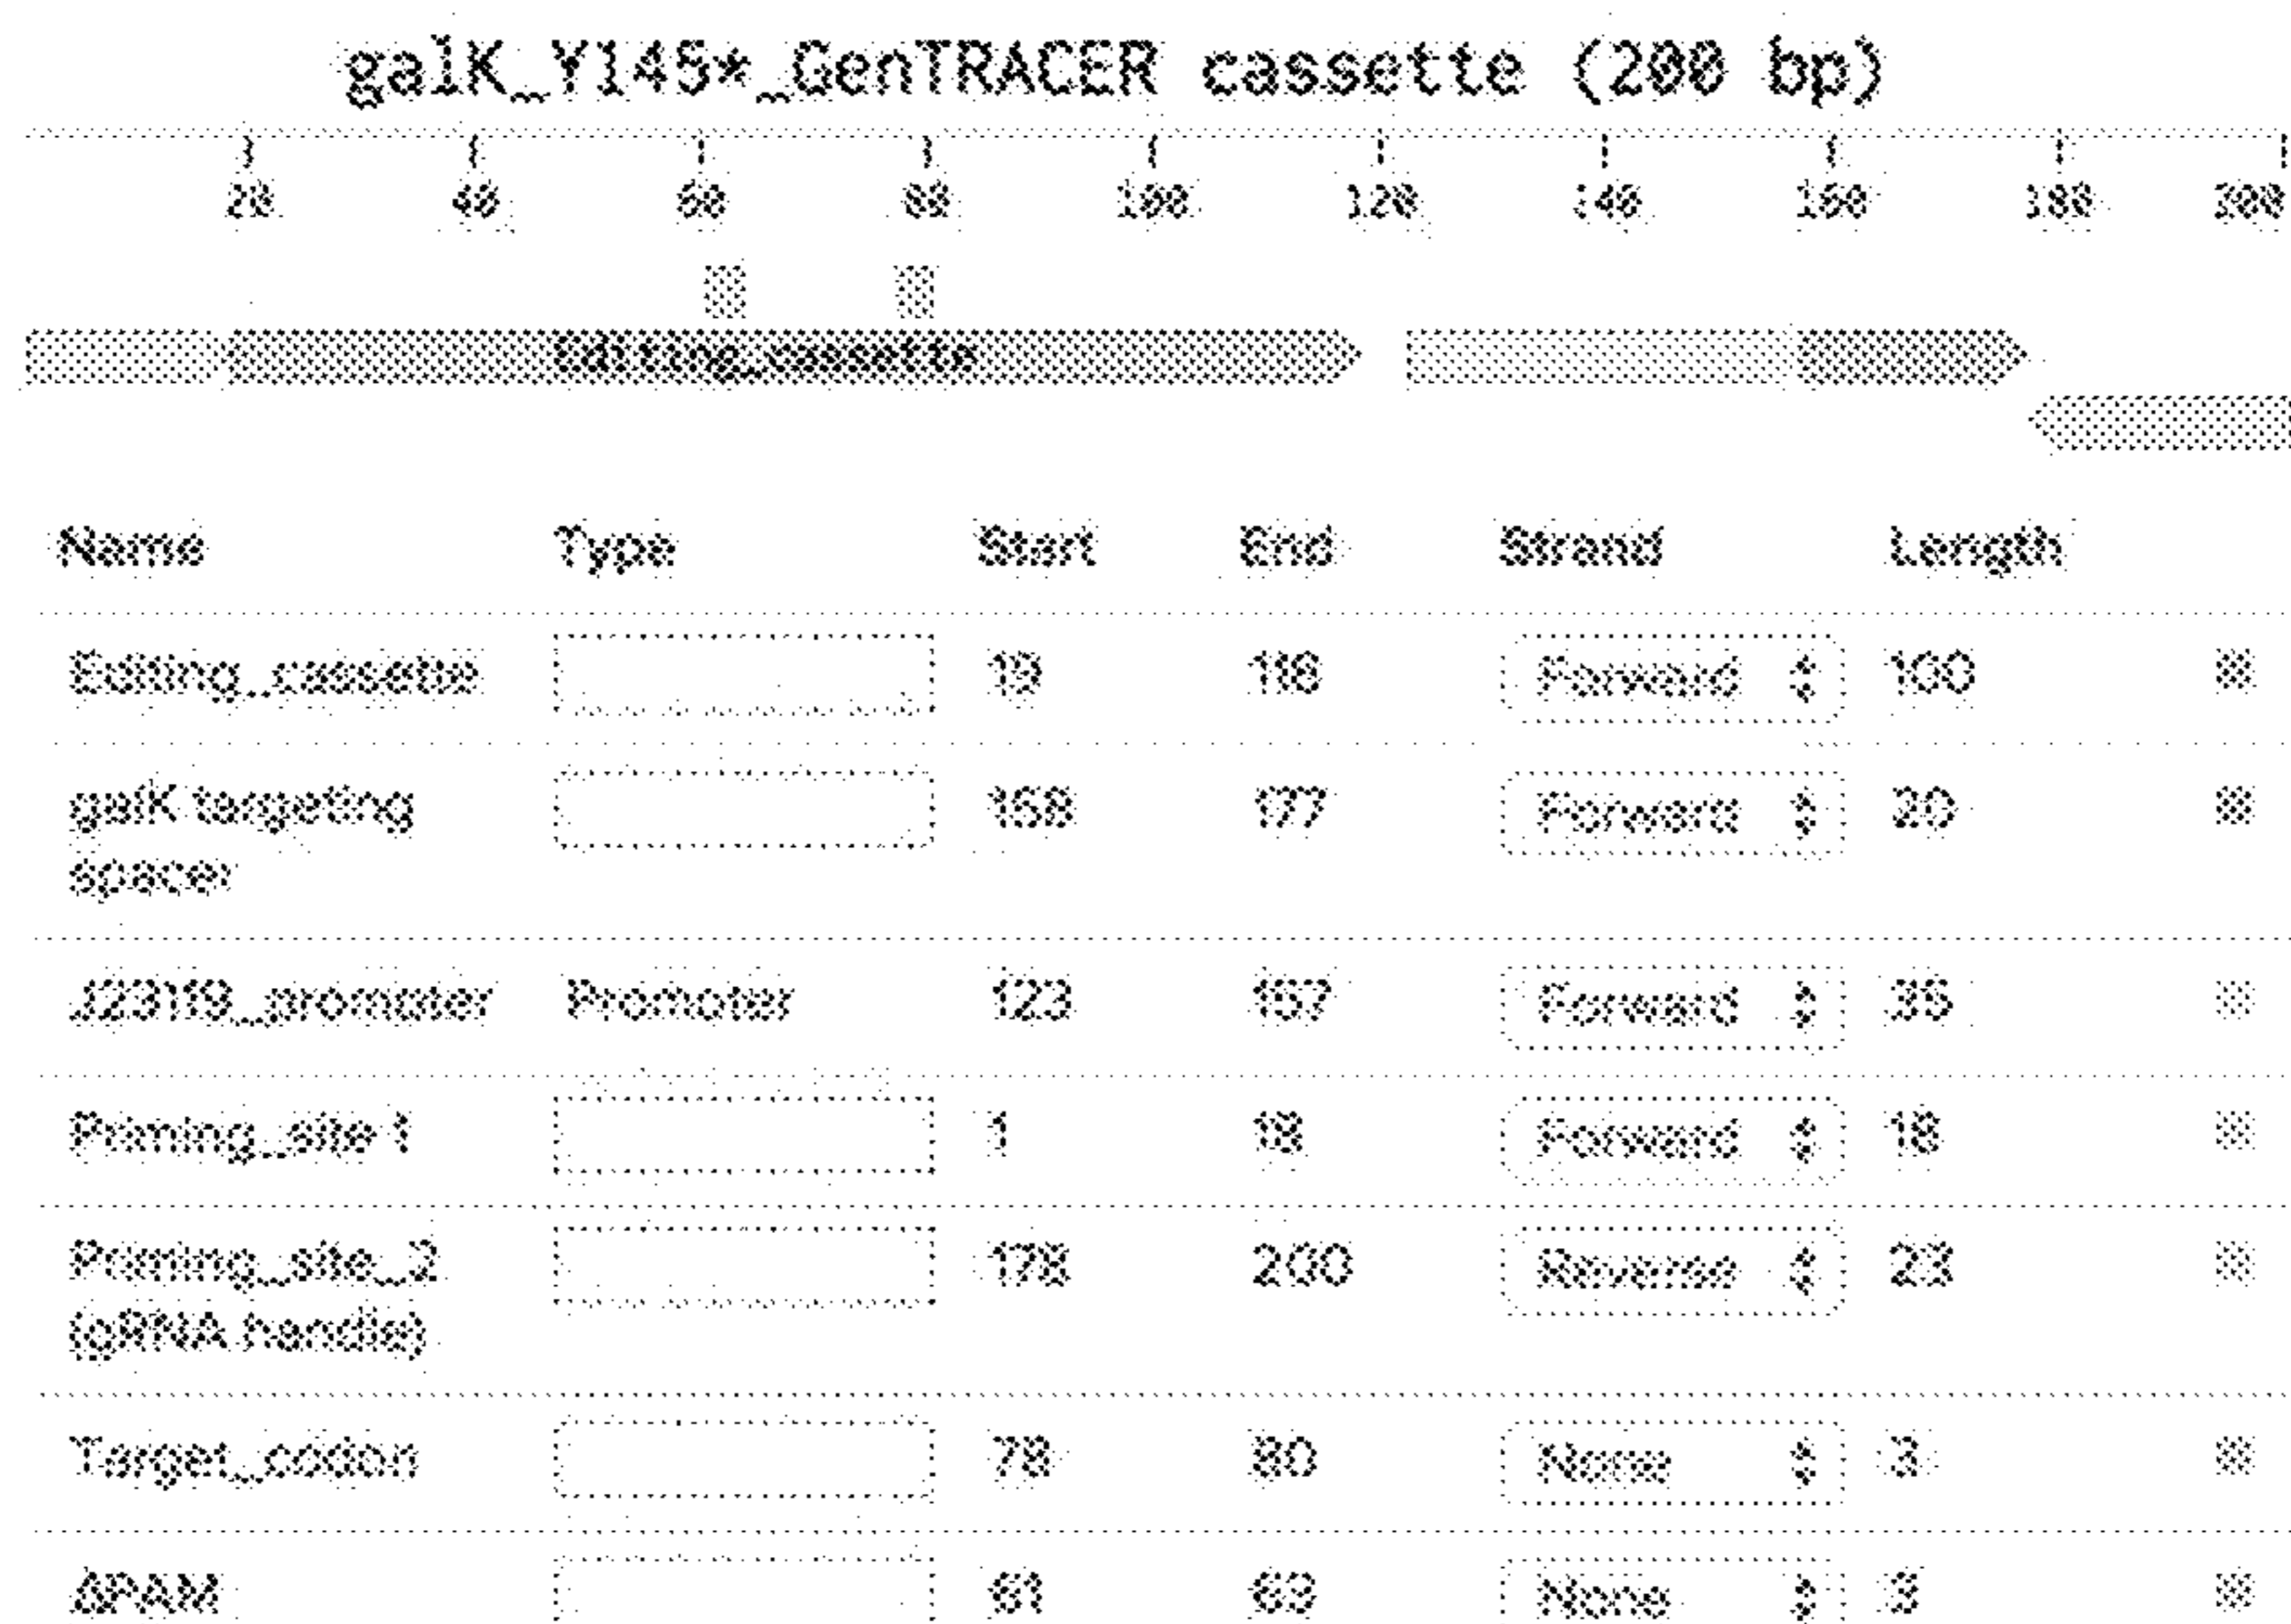 galK_Y145*_GenTRACER cassette (200 bp)
20 40 60 80 100 120 140 160 180 200
Editing_cassette
Name Type Start End Strand Length
Editing_cassette 19 118 Forward 100
galK targeting 158 177 Forward 20
spacer
J23119_promoter Promoter 123 157 Forward 35
Priming_site 1 1 18 Forward 18
Priming_site_2 178 200 Reverse 23
(gRNA handle)
Target_codon 78 80 None 3
ΔPAM 61 63 None 3